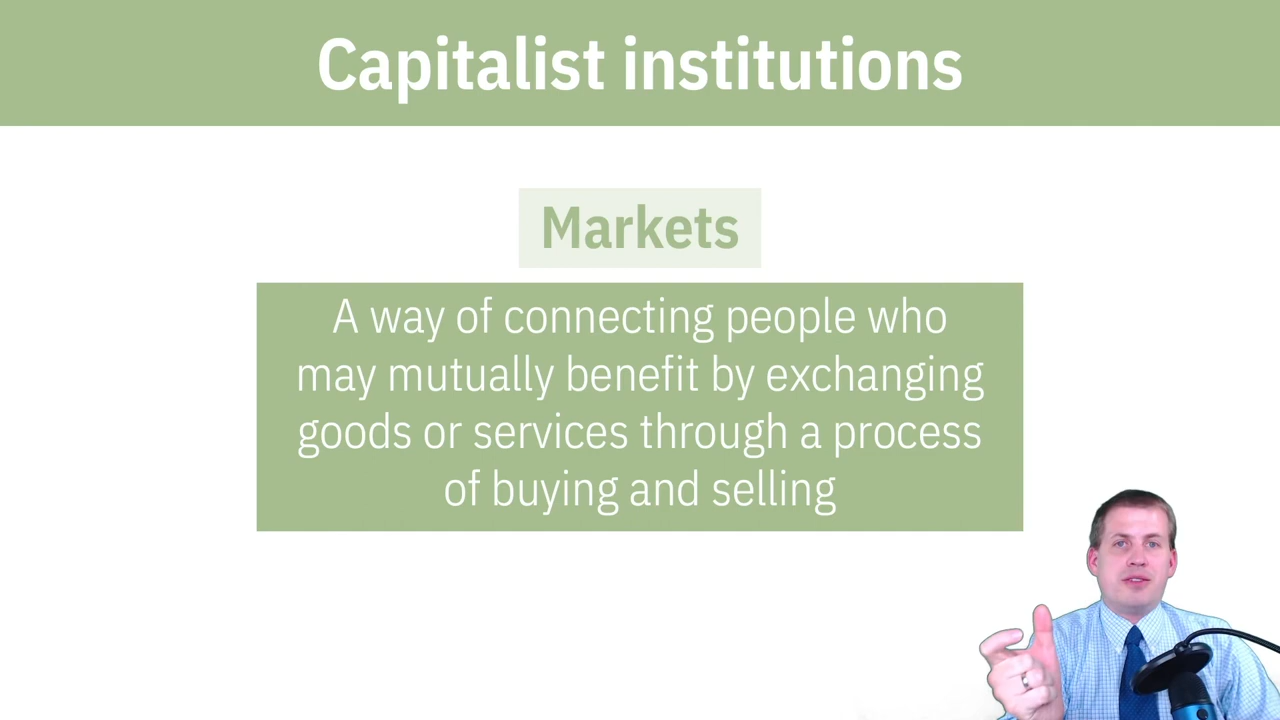 Capitalist institutions
Markets
A way of connecting people who
may mutually benefit by exchanging
goods or services through a process
of buying and selling